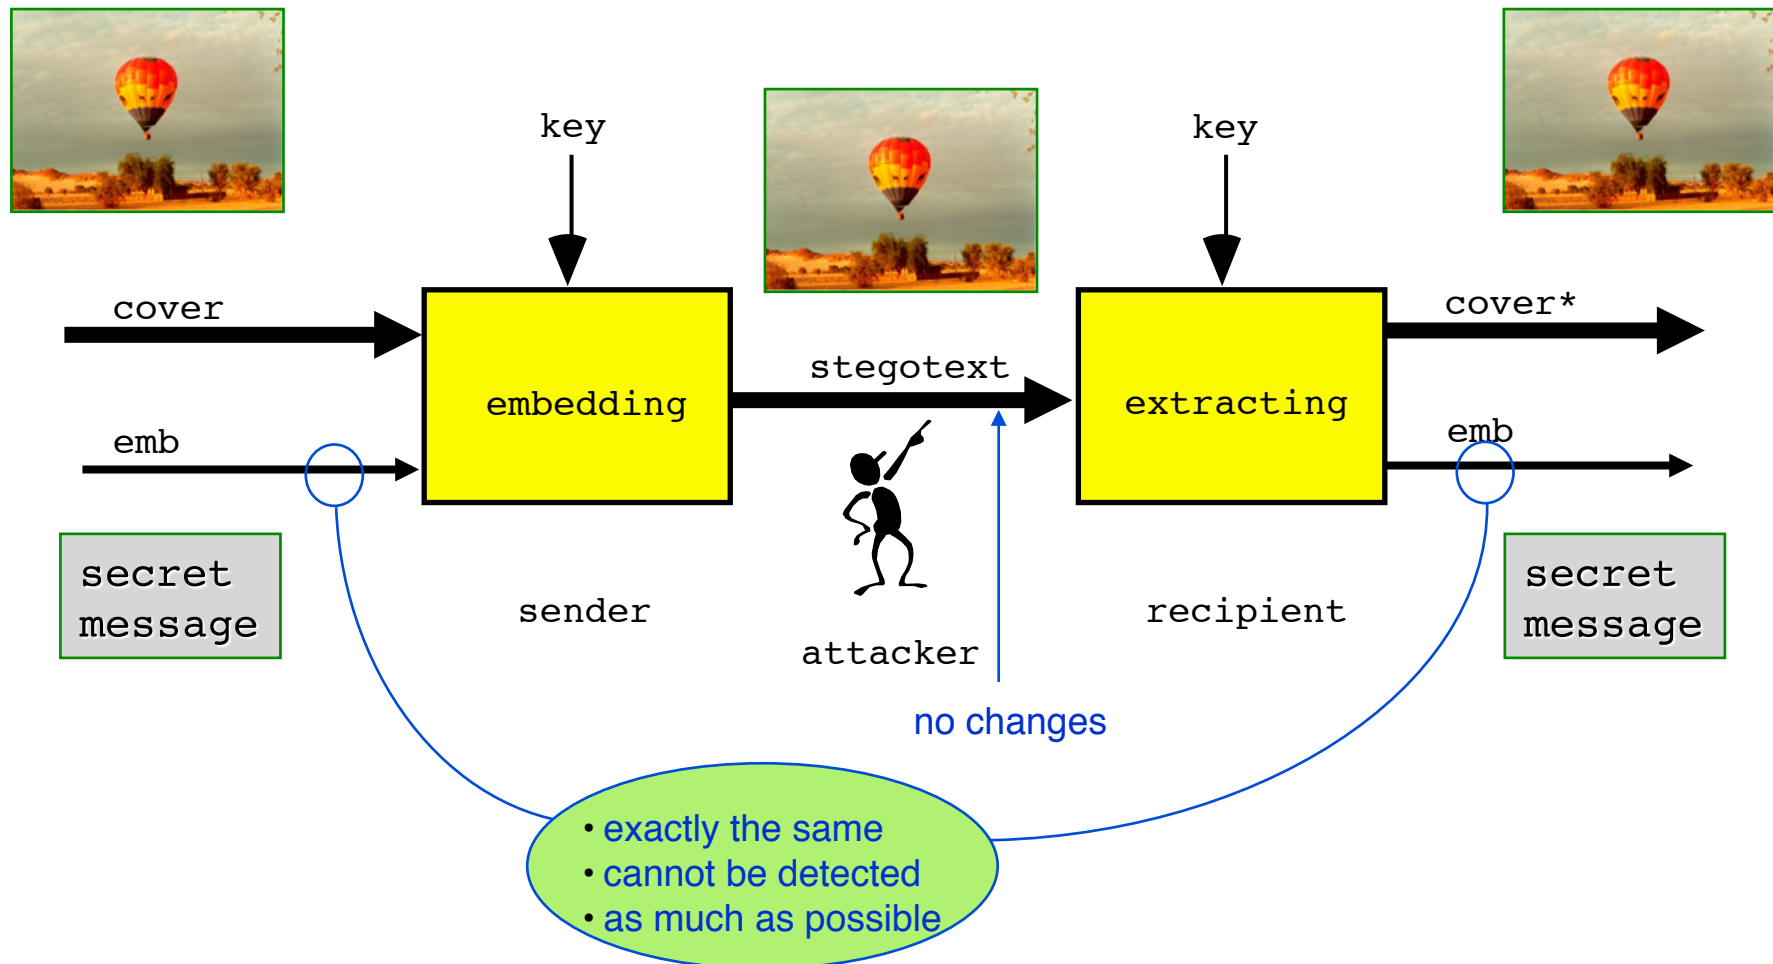 key
key
cover
cover*
stegotext
embedding
extracting
emb
emb
secret
message
secret
message
sender
recipient
attacker
no changes
• exactly the same
• cannot be detected
• as much as possible